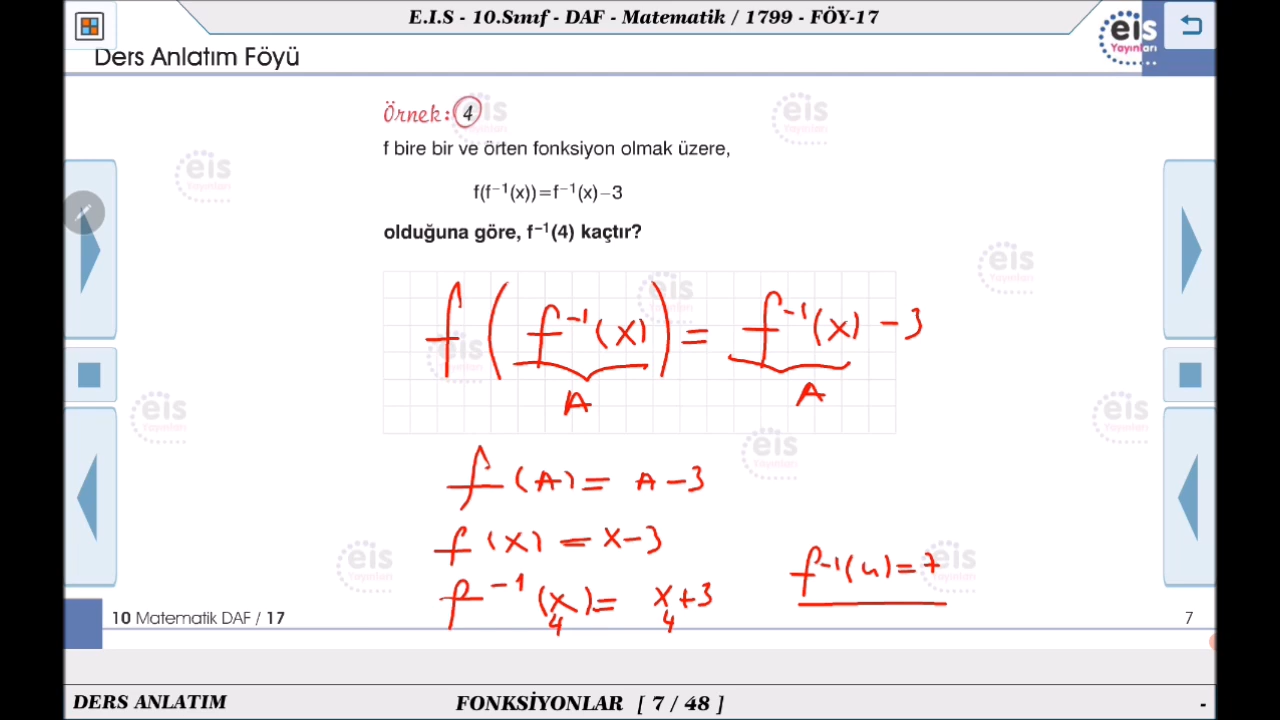 E.I.S - 10.Sınıf - DAF - Matematik / 1799 - FÖY-17
eis
Yayınları
Ders Anlatım Föyü
Örnek: 4
f bire bir ve örten fonksiyon olmak üzere,
f(f⁻¹(x))=f⁻¹(x)–3
olduğuna göre, f⁻¹(4) kaçtır?
f(f⁻¹(x)) = f⁻¹(x) - 3
A A
f(A) = A - 3
f(x) = x - 3
f⁻¹(x) = x + 3
4 4
f⁻¹(4) = 7
10 Matematik DAF / 17
7
DERS ANLATIM
FONKSİYONLAR [ 7 / 48 ]
-